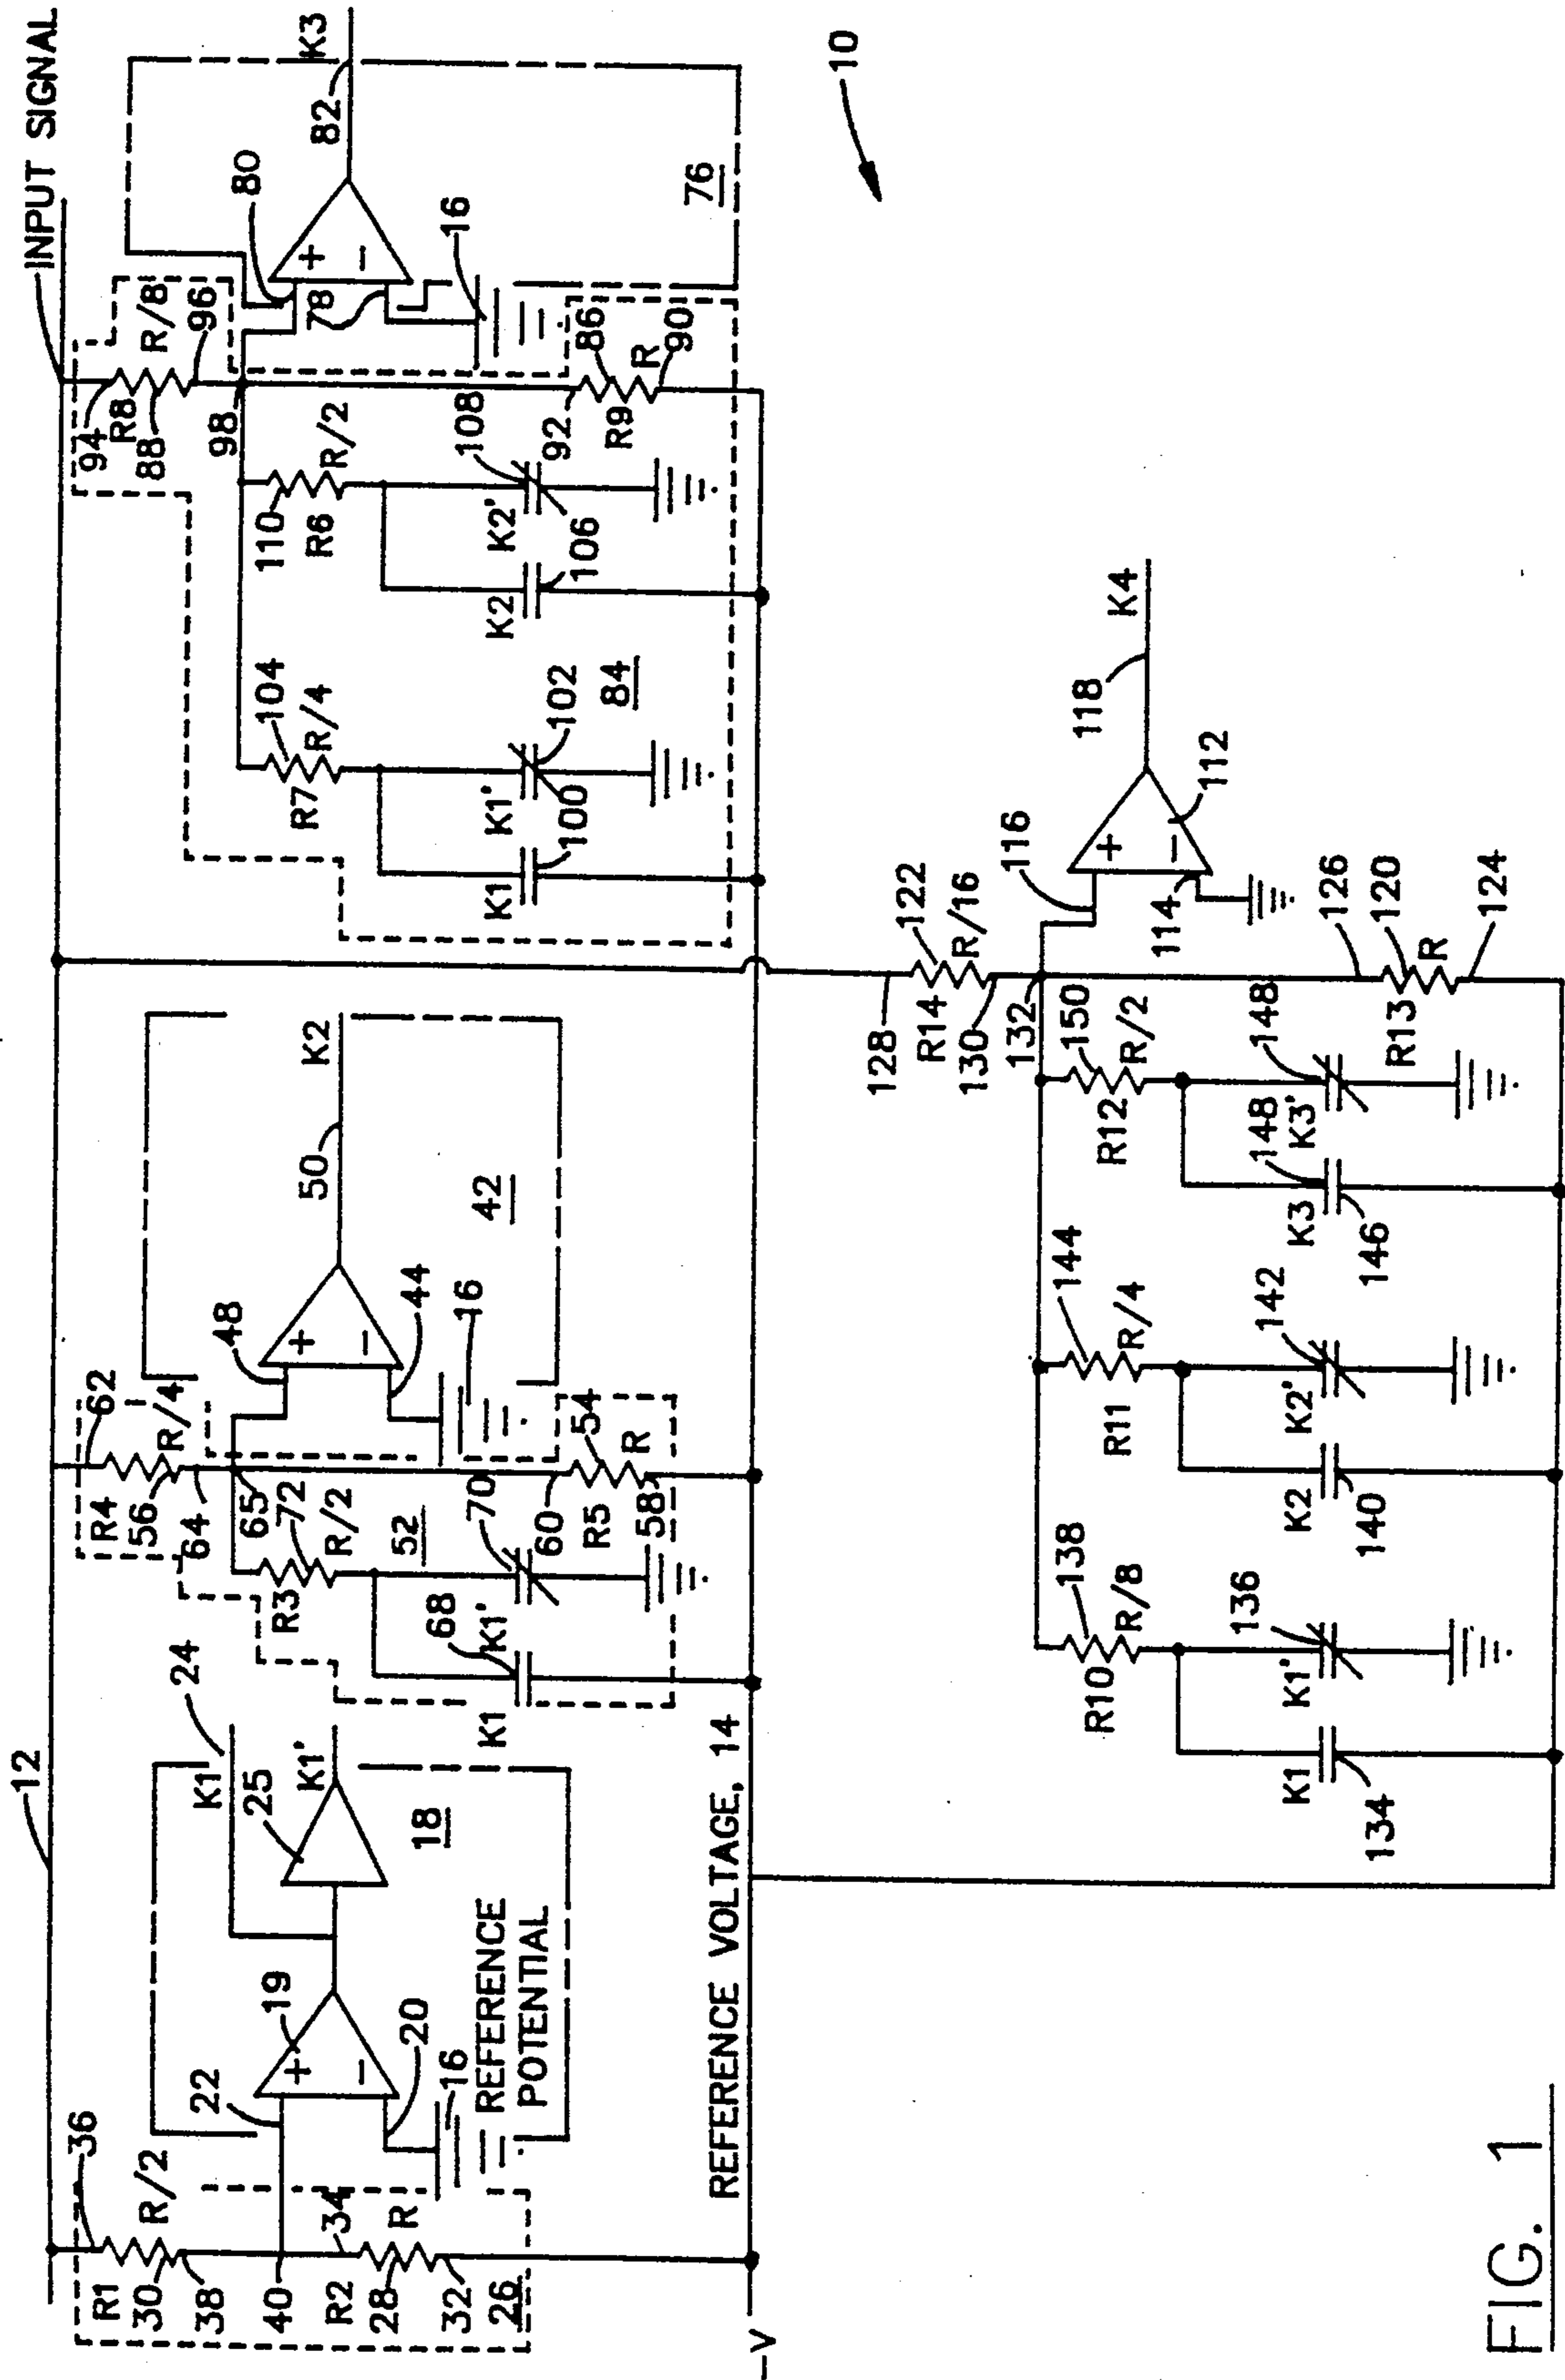 12
INPUT SIGNAL
36
R1
R/2
30
38
40
34
R2
R
28
32
26
22
19
20
16
REFERENCE
POTENTIAL
K1
24
25
K1'
18
62
R4
R/4
56
64
65
72
R3
R/2
52
70
68
K1'
K1
60
54
R5
R
58
48
44
16
50
K2
42
94
R8
R/8
88
96
98
104
R7
R/4
110
R6
R/2
108
K1'
102
K1
100
84
K2'
K2
106
92
86
R9
R
90
80
78
16
82
K3
76
10
-V
REFERENCE VOLTAGE, 14
128
122
R14
R/16
130
132
116
114
112
118
K4
138
R10
R/8
136
K1'
K1
134
144
R11
R/4
142
K2'
K2
140
150
R12
R/2
148
148
K3'
K3
146
126
120
R13
R
124
FIG. 1